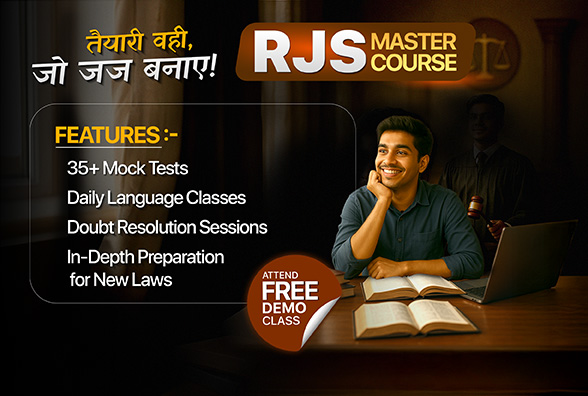 तैयारी वही,
जो जज बनाए!
RJS MASTER
COURSE
FEATURES :-
35+ Mock Tests
Daily Language Classes
Doubt Resolution Sessions
In-Depth Preparation
for New Laws
ATTEND
FREE
DEMO
CLASS